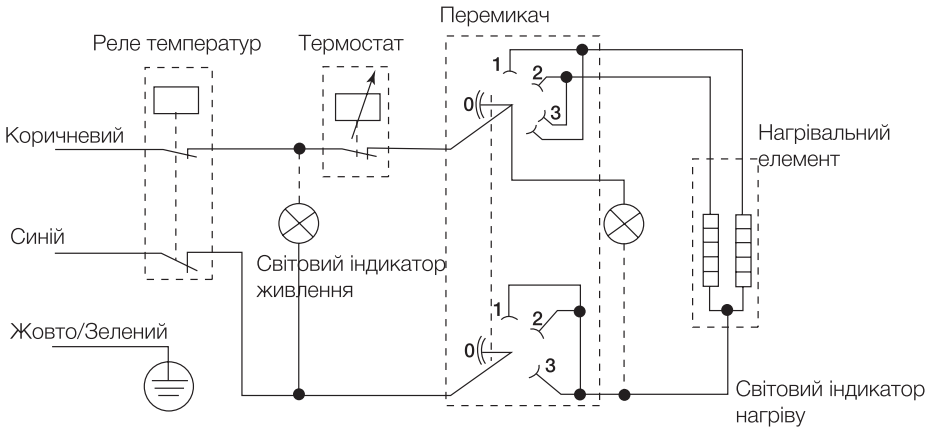 Перемикач
Реле температур
Термостат
1
2
0
3
Коричневий
Нагрівальний
елемент
Синій
Світовий індикатор
живлення
1
2
Жовто/Зелений
0
3
Світовий індикатор
нагріву